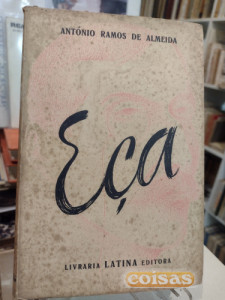 ANTÓNIO RAMOS DE ALMEIDA
Eça
LIVRARIA LATINA EDITORA
coisas